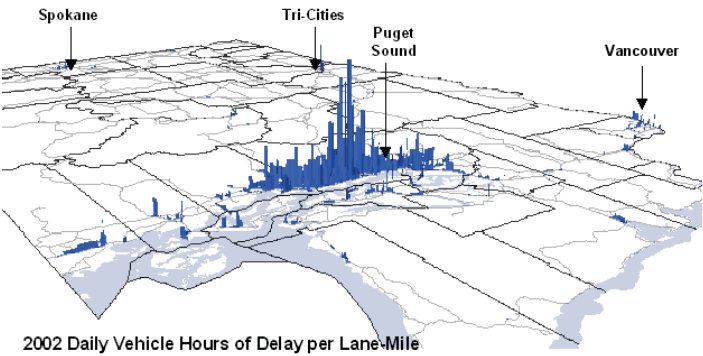 Spokane
Tri-Cities
Puget
Sound
Vancouver
2002 Daily Vehicle Hours of Delay per Lane-Mile